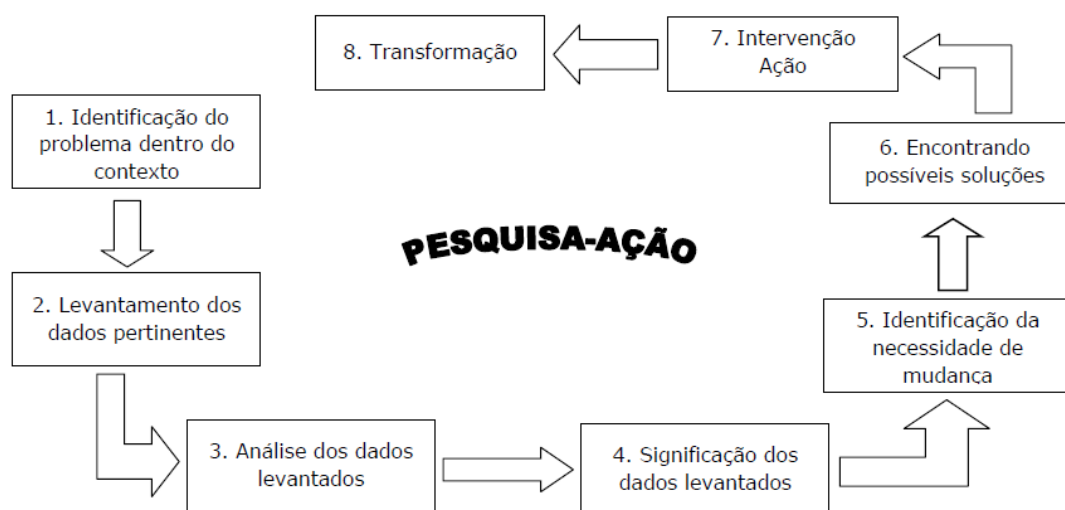 1. Identificação do
problema dentro do
contexto
2. Levantamento dos
dados pertinentes
3. Análise dos dados
levantados
4. Significação dos
dados levantados
5. Identificação da
necessidade de
mudança
6. Encontrando
possíveis soluções
7. Intervenção
Ação
8. Transformação
PESQUISA-AÇÃO